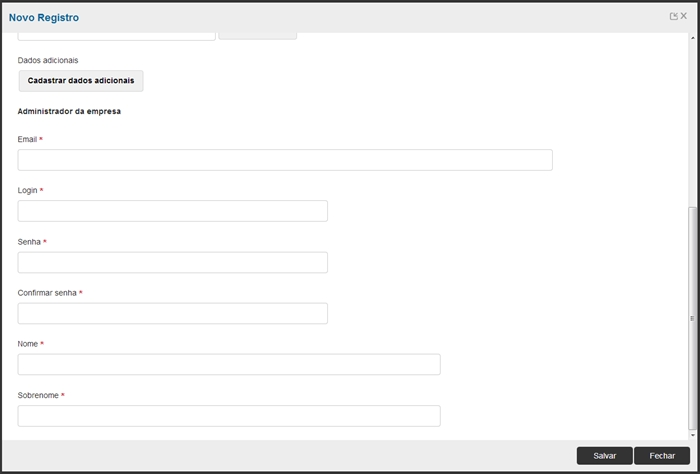 Novo Registro
Dados adicionais
Cadastrar dados adicionais
Administrador da empresa
Email *
Login *
Senha *
Confirmar senha *
Nome *
Sobrenome *
Salvar
Fechar